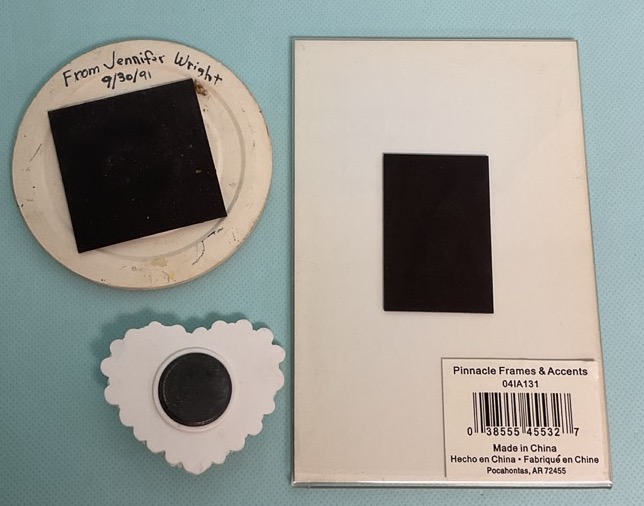 From Jennifer Wright
9/30/91
Pinnacle Frames & Accents
04IA131
0 38555 45532 7
Made in China
Hecho en China • Fabriqué en Chine
Pocahontas, AR 72455